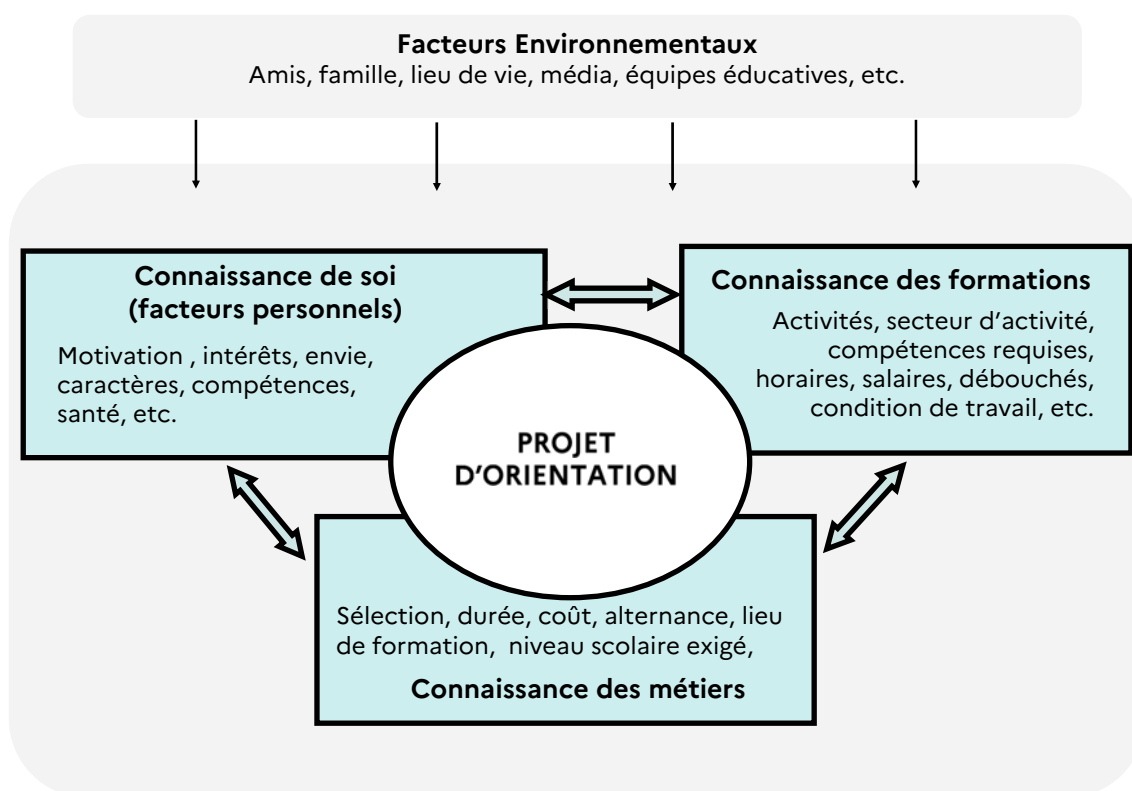 Facteurs Environnementaux
Amis, famille, lieu de vie, média, équipes éducatives, etc.
Connaissance de soi
(facteurs personnels)
Motivation , intérêts, envie,
caractères, compétences,
santé, etc.
Connaissance des formations
Activités, secteur d’activité,
compétences requises,
horaires, salaires, débouchés,
condition de travail, etc.
PROJET
D’ORIENTATION
Sélection, durée, coût, alternance, lieu
de formation, niveau scolaire exigé,
Connaissance des métiers